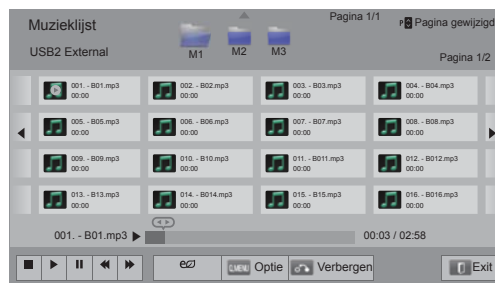 Muzieklijst
Pagina 1/1
P Pagina gewijzigd
USB2 External
M1 M2 M3
Pagina 1/2
001. - B01.mp3
00:00
002. - B02.mp3
00:00
003. - B03.mp3
00:00
004. - B04.mp3
00:00
005. - B05.mp3
00:00
006. - B06.mp3
00:00
007. - B07.mp3
00:00
008. - B08.mp3
00:00
009. - B09.mp3
00:00
010. - B10.mp3
00:00
011. - B011.mp3
00:00
012. - B012.mp3
00:00
013. - B13.mp3
00:00
014. - B014.mp3
00:00
015. - B15.mp3
00:00
016. - B016.mp3
00:00
001. - B01.mp3
00:03 / 02:58
e
Q.MENU Optie Verbergen Exit